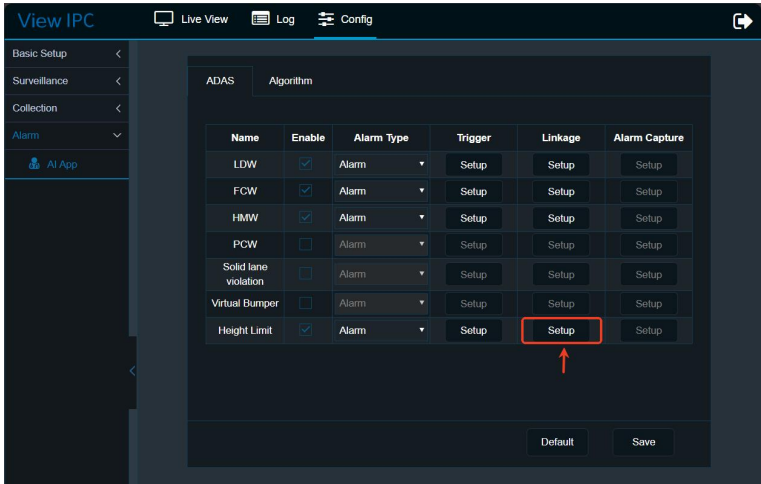 View IPC
Live View
Log
Config
Basic Setup
Surveillance
Collection
Alarm
AI App
ADAS
Algorithm
Name Enable Alarm Type Trigger Linkage Alarm Capture
LDW Alarm Setup Setup Setup
FCW Alarm Setup Setup Setup
HMW Alarm Setup Setup Setup
PCW Alarm Setup Setup Setup
Solid lane
violation Alarm Setup Setup Setup
Virtual Bumper Alarm Setup Setup Setup
Height Limit Alarm Setup Setup Setup
Default
Save